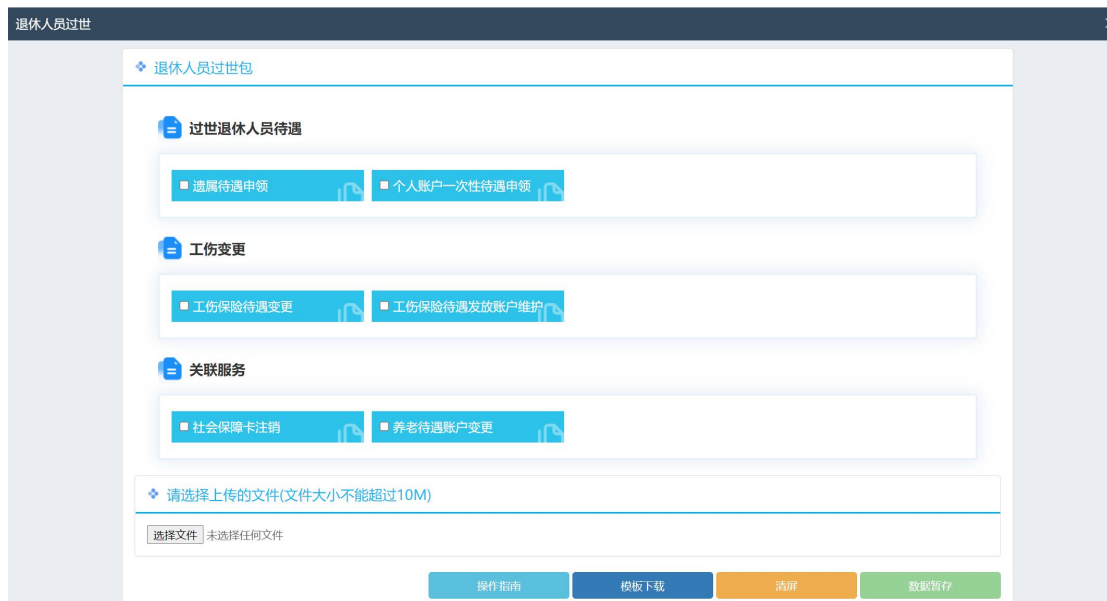 退休人员过世
退休人员过世包
过世退休人员待遇
遗属待遇申领 个人账户一次性待遇申领
工伤变更
工伤保险待遇变更 工伤保险待遇发放账户维护
关联服务
社会保障卡注销 养老待遇账户变更
请选择上传的文件(文件大小不能超过10M)
选择文件 未选择任何文件
操作指南 模板下载 清屏 数据暂存